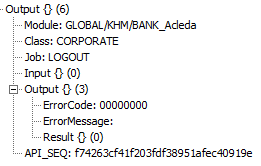 Output {} (6)
Module: GLOBAL/KHM/BANK_Acleda
Class: CORPORATE
Job: LOGOUT
Input {} (0)
Output {} (3)
ErrorCode: 00000000
ErrorMessage:
Result {} (0)
API_SEQ: f74263cf41f203fdf38951afec40919e